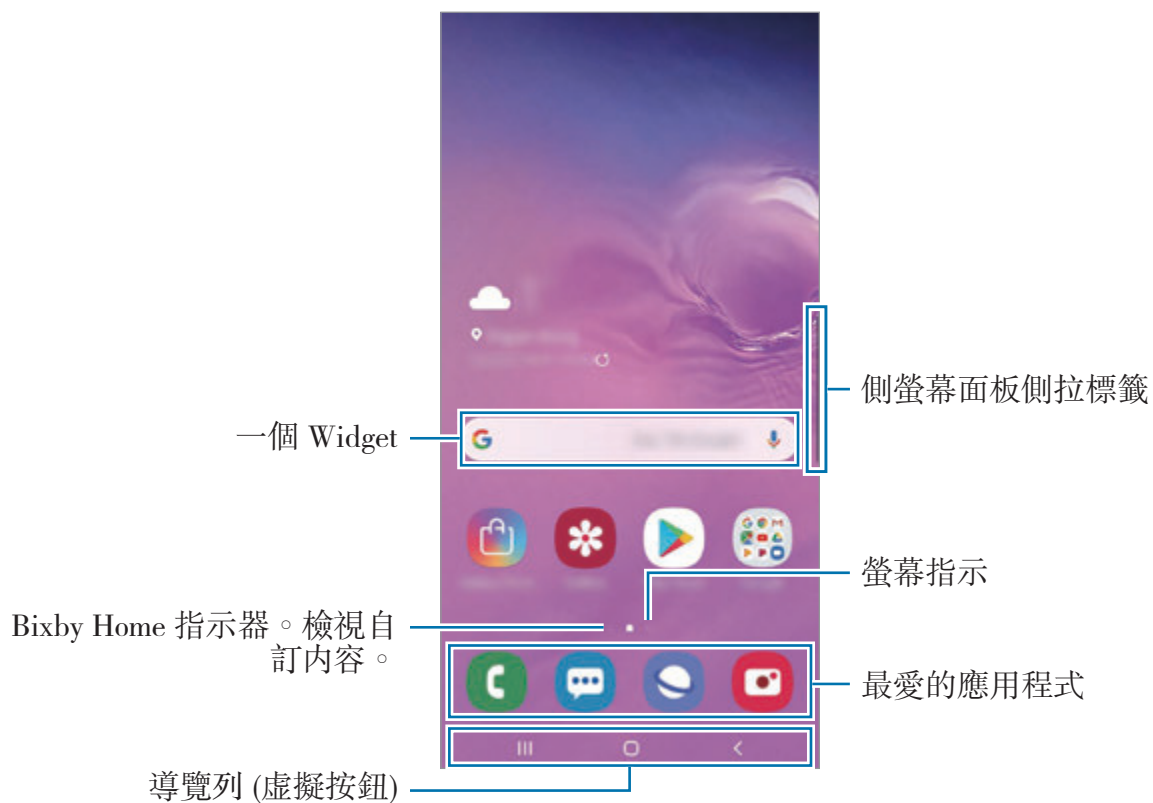 側螢幕面板側拉標籤
一個 Widget
螢幕指示
Bixby Home 指示器。檢視自
訂內容。
最愛的應用程式
導覽列 (虛擬按鈕)